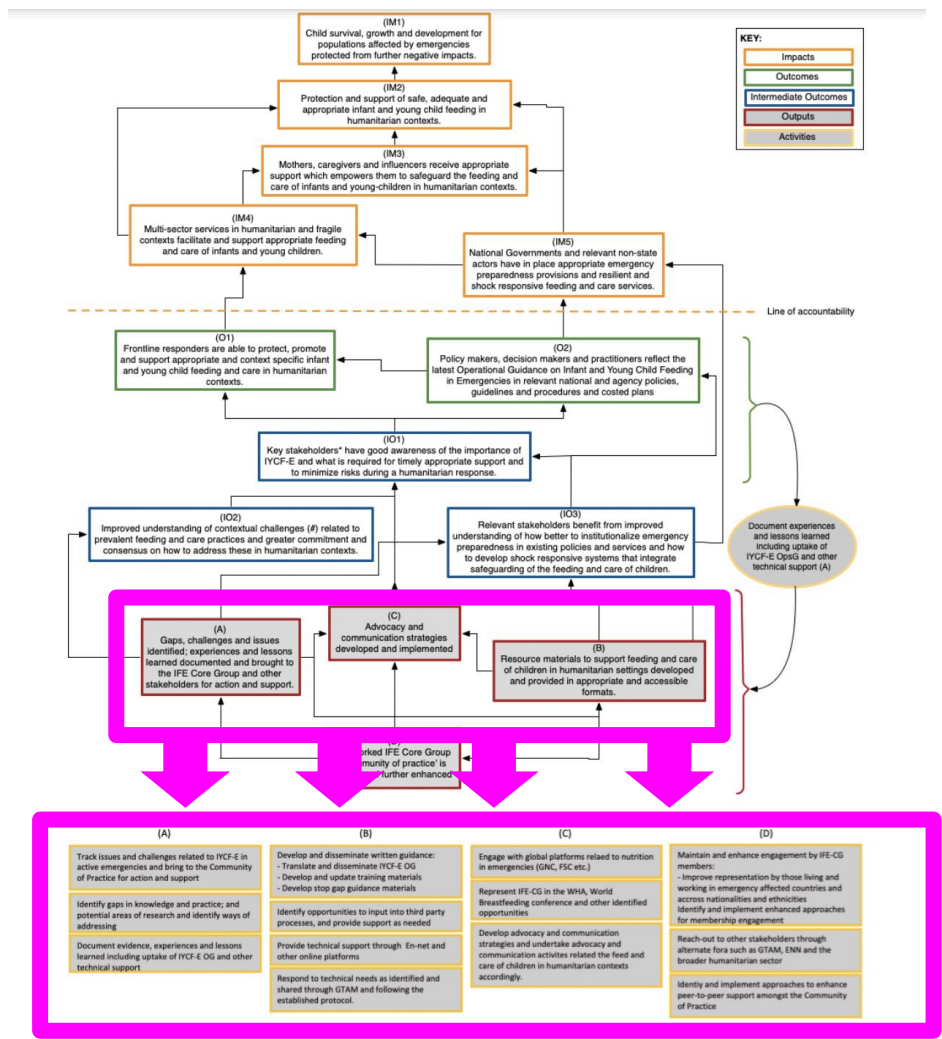 (IM1)
Child survival, growth and development for
populations affected by emergencies
protected from further negative impacts.
KEY:
Impacts
Outcomes
Intermediate Outcomes
Outputs
Activities
(IM2)
Protection and support of safe, adequate and
appropriate infant and young child feeding in
humanitarian contexts.
(IM3)
Mothers, caregivers and influencers receive appropriate
support which empowers them to safeguard the feeding and
care of infants and young-children in humanitarian contexts.
(IM4)
Multi-sector services in humanitarian and fragile
contexts facilitate and support appropriate feeding
and care of infants and young children.
(IM5)
National Governments and relevant non-state
actors have in place appropriate emergency
preparedness provisions and resilient and
shock responsive feeding and care services.
Line of accountability
(O1)
Frontline responders are able to protect, promote
and support appropriate and context specific infant
and young child feeding and care in humanitarian
contexts.
(O2)
Policy makers, decision makers and practitioners reflect the
latest Operational Guidance on Infant and Young Child Feeding
in Emergencies in relevant national and agency policies,
guidelines and procedures and costed plans
(IO1)
Key stakeholders* have good awareness of the importance of
IYCF-E and what is required for timely appropriate support and
to minimize risks during a humanitarian response.
(IO2)
Improved understanding of contextual challenges (#) related to
prevalent feeding and care practices and greater commitment and
consensus on how to address these in humanitarian contexts.
(IO3)
Relevant stakeholders benefit from improved
understanding of how better to institutionalize emergency
preparedness in existing policies and services and how
to develop shock responsive systems that integrate
safeguarding of the feeding and care of children.
Document experiences
and lessons learned
including uptake of
IYCF-E OpsG and other
technical support (A)
(A)
Gaps, challenges and issues
identified; experiences and lessons
learned documented and brought to
the IFE Core Group and other
stakeholders for action and support.
(C)
Advocacy and
communication strategies
developed and implemented
(B)
Resource materials to support feeding and care
of children in humanitarian settings developed
and provided in appropriate and accessible
formats.
orked IFE Core Group
munity of practice' is
further enhanced
(A)
Track issues and challenges related to IYCF-E in
active emergencies and bring to the Community
of Practice for action and support
Identify gaps in knowledge and practice; and
potential areas of research and identify ways of
addressing
Document evidence, experiences and lessons
learned including uptake of IYCF-E OG and other
technical support
(B)
Develop and disseminate written guidance:
- Translate and disseminate IYCF-E OG
- Develop and update training materials
- Develop stop gap guidance materials
Identify opportunities to input into third party
processes, and provide support as needed
Provide technical support through En-net and
other online platforms
Respond to technical needs as identified and
shared through GTAM and following the
established protocol.
(C)
Engage with global platforms relaed to nutrition
in emergencies (GNC, FSC etc.)
Represent IFE-CG in the WHA, World
Breastfeeding conference and other identified
opportunities
Develop advocacy and communication
strategies and undertake advocacy and
communication activites related the feed and
care of children in humanitarian contexts
accordingly.
(D)
Maintain and enhance engagement by IFE-CG
members:
- Improve representation by those living and
working in emergency affected countries and
accross nationalities and ethnicities
Identify and implement enhanced approaches
for membership engagement
Reach-out to other stakeholders through
alternate fora such as GTAM, ENN and the
broader humanitarian sector
Identiy and implement approaches to enhance
peer-to-peer support amongst the Community
of Practice